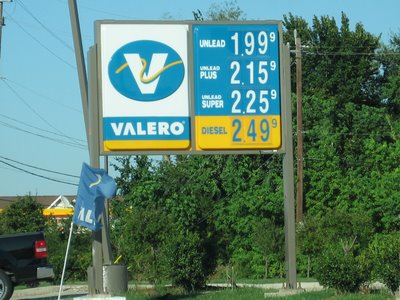 V
VALERO
UNLEAD 1.99 9
UNLEAD PLUS 2.15 9
UNLEAD SUPER 2.25 9
DIESEL 2.49 9